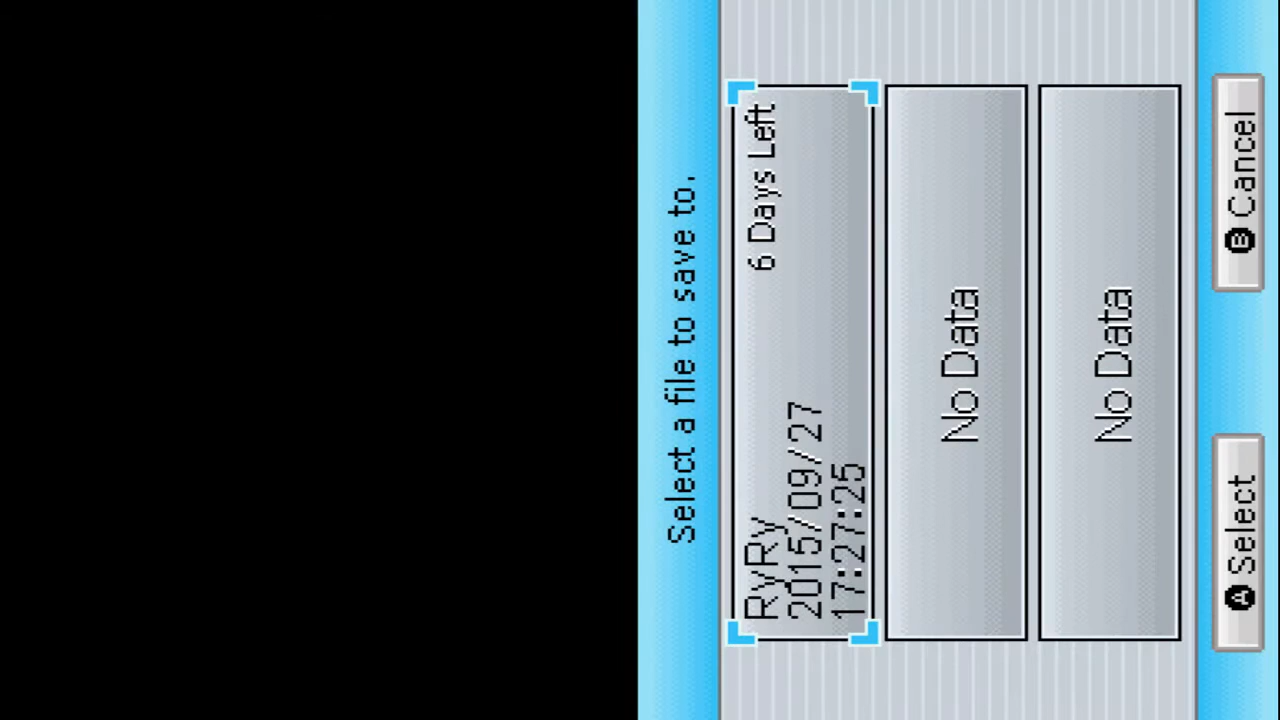 Select a file to save to.
RyRy 6 Days Left
2015/09/27
17:27:25
No Data
No Data
A Select B Cancel